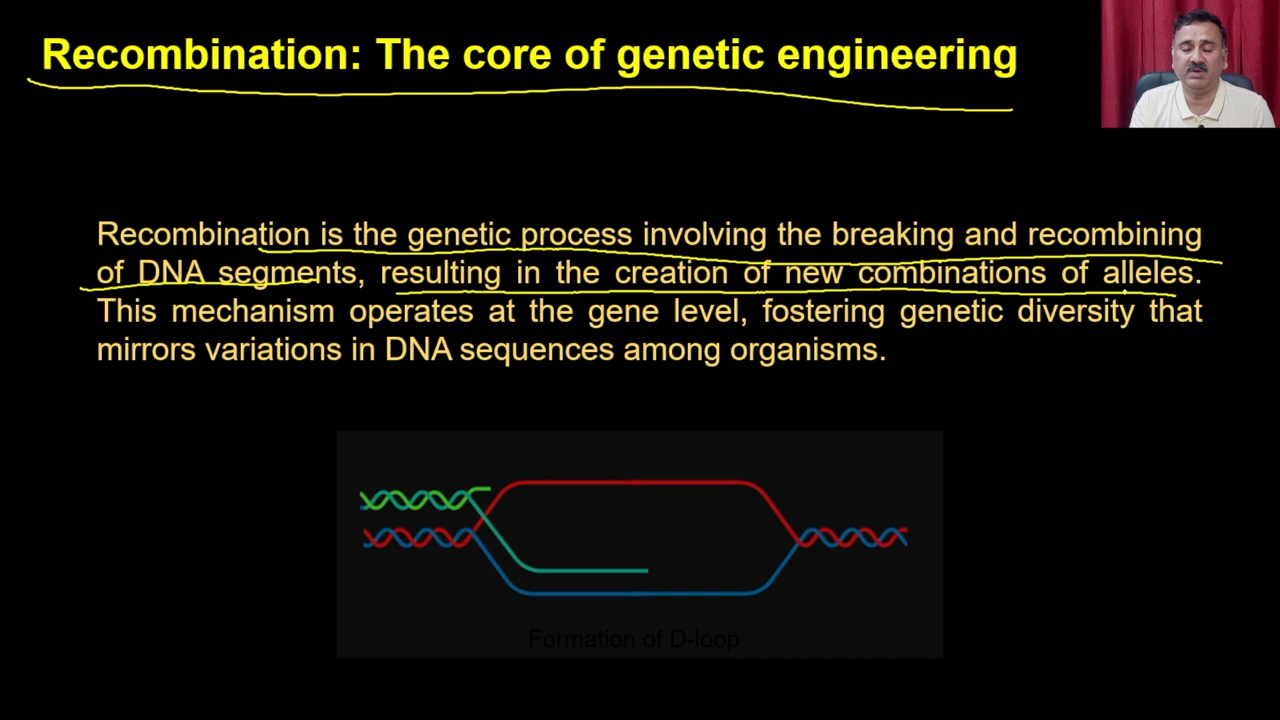 Recombination: The core of genetic engineering
Recombination is the genetic process involving the breaking and recombining
of DNA segments, resulting in the creation of new combinations of alleles.
This mechanism operates at the gene level, fostering genetic diversity that
mirrors variations in DNA sequences among organisms.
Formation of D-loop